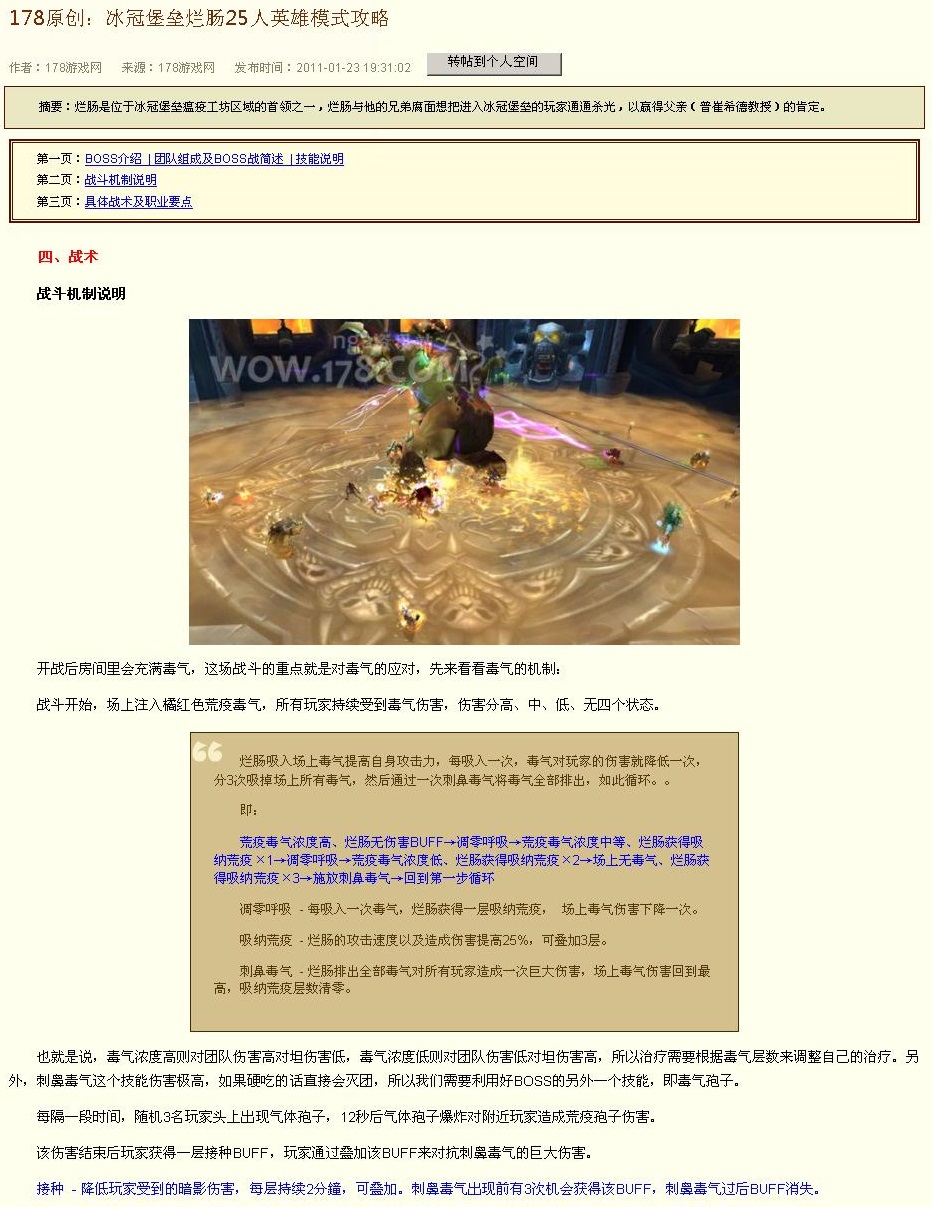 178原创：冰冠堡垒烂肠25人英雄模式攻略
作者：178游戏网 来源：178游戏网 发布时间：2011-01-23 19:31:02 转帖到个人空间
摘要：烂肠是位于冰冠堡垒瘟疫工坊区域的首领之一，烂肠与他的兄弟腐面想把进入冰冠堡垒的玩家通通杀光，以赢得父亲（普崔希德教授）的肯定。
第一页：BOSS介绍 | 团队组成及BOSS战简述 | 技能说明
第二页：战斗机制说明
第三页：具体战术及职业要点
四、战术
战斗机制说明
WOW.178.COM
开战后房间里会充满毒气，这场战斗的重点就是对毒气的应对，先来看看毒气的机制：
战斗开始，场上注入橘红色荒疫毒气，所有玩家持续受到毒气伤害，伤害分高、中、低、无四个状态。
烂肠吸入场上毒气提高自身攻击力，每吸入一次，毒气对玩家的伤害就降低一次，
分3次吸掉场上所有毒气，然后通过一次刺鼻毒气将毒气全部排出，如此循环。。
即：
荒疫毒气浓度高、烂肠无伤害BUFF→凋零呼吸→荒疫毒气浓度中等、烂肠获得吸
纳荒疫×1→凋零呼吸→荒疫毒气浓度低、烂肠获得吸纳荒疫×2→场上无毒气、烂肠获
得吸纳荒疫×3→施放刺鼻毒气→回到第一步循环
凋零呼吸 - 每吸入一次毒气，烂肠获得一层吸纳荒疫， 场上毒气伤害下降一次。
吸纳荒疫 - 烂肠的攻击速度以及造成伤害提高25%，可叠加3层。
刺鼻毒气 - 烂肠排出全部毒气对所有玩家造成一次巨大伤害，场上毒气伤害回到最
高，吸纳荒疫层数清零。
也就是说，毒气浓度高则对团队伤害高对坦伤害低，毒气浓度低则对团队伤害低对坦伤害高，所以治疗需要根据毒气层数来调整自己的治疗。另
外，刺鼻毒气这个技能伤害极高，如果硬吃的话直接会灭团，所以我们需要利用好BOSS的另外一个技能，即毒气孢子。
每隔一段时间，随机3名玩家头上出现气体孢子，12秒后气体孢子爆炸对附近玩家造成荒疫孢子伤害。
该伤害结束后玩家获得一层接种BUFF，玩家通过叠加该BUFF来对抗刺鼻毒气的巨大伤害。
接种 - 降低玩家受到的暗影伤害，每层持续2分鐘，可叠加。刺鼻毒气出现前有3次机会获得该BUFF，刺鼻毒气过后BUFF消失。